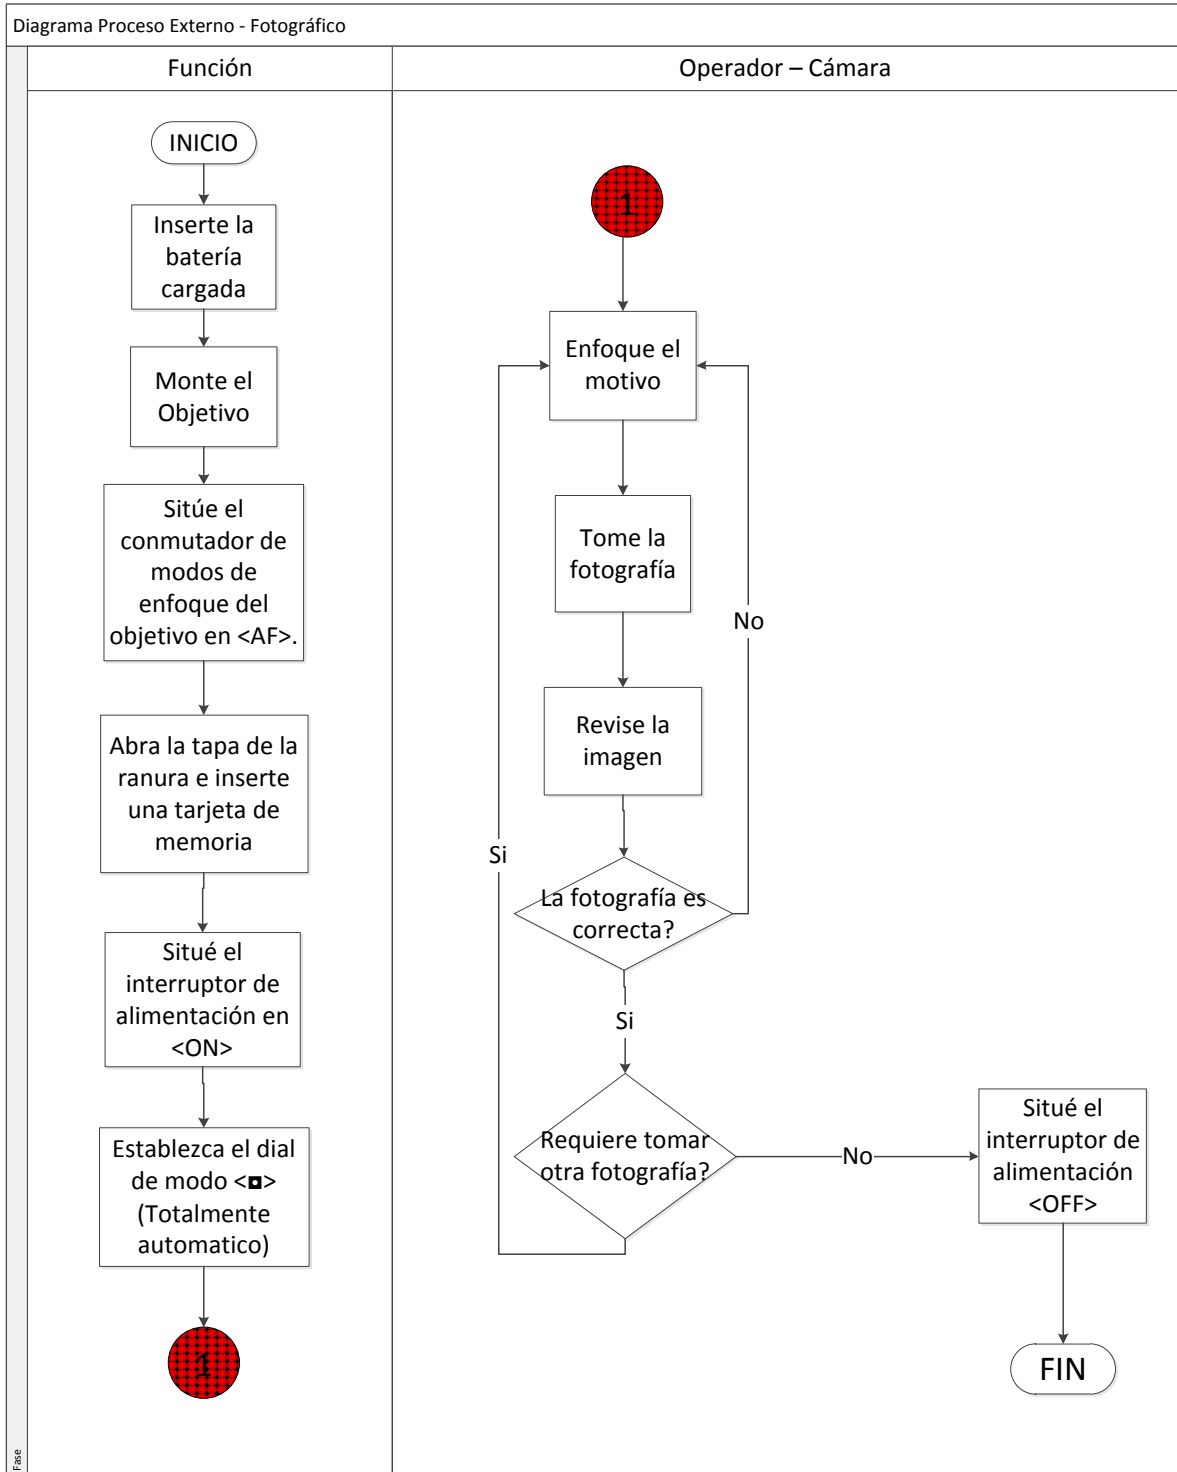 Diagrama Proceso Externo - Fotográfico
Función
INICIO
Inserte la
batería
cargada
Monte el
Objetivo
Sitúe el
conmutador de
modos de
enfoque del
objetivo en <AF>.
Abra la tapa de la
ranura e inserte
una tarjeta de
memoria
Situé el
interruptor de
alimentación en
<ON>
Establezca el dial
de modo <◘>
(Totalmente
automatico)
1
Operador – Cámara
1
Enfoque el
motivo
Tome la
fotografía
No
Revise la
imagen
Si
La fotografía es
correcta?
Si
Requiere tomar
otra fotografía?
No
Situé el
interruptor de
alimentación
<OFF>
FIN
Fase